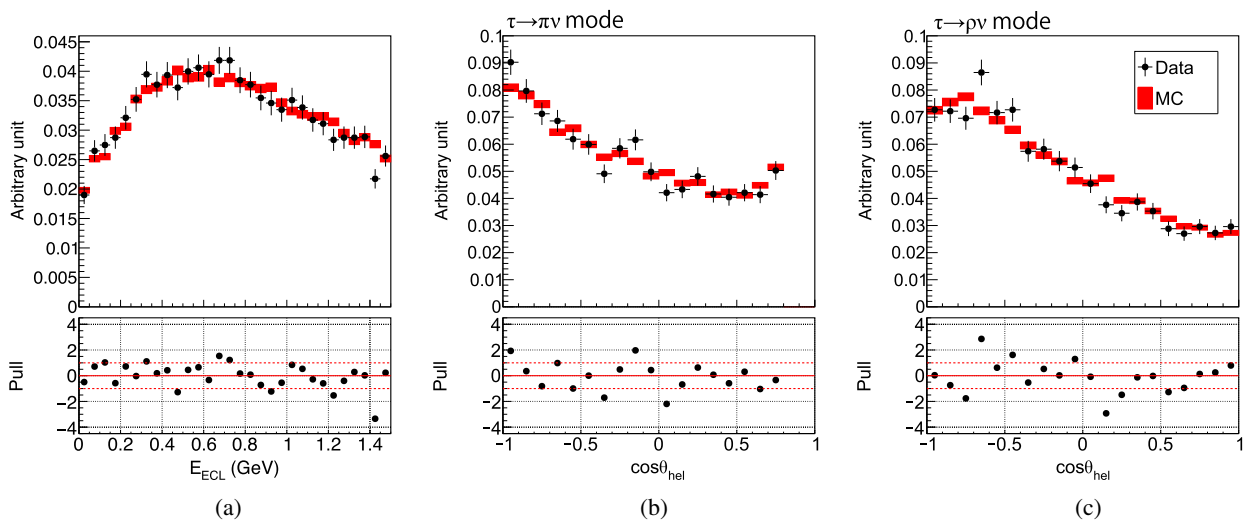 τ→πν mode
τ→ρν mode
Arbitrary unit
0.045
0.04
0.035
0.03
0.025
0.02
0.015
0.01
0.005
0
Pull
4
2
0
−2
−4
0 0.2 0.4 0.6 0.8 1 1.2 1.4
E_ECL (GeV)
(a)
Arbitrary unit
0.1
0.09
0.08
0.07
0.06
0.05
0.04
0.03
0.02
0.01
0
Pull
4
2
0
−2
−4
−1 −0.5 0 0.5 1
cosθ_hel
(b)
Arbitrary unit
0.1
0.09
0.08
0.07
0.06
0.05
0.04
0.03
0.02
0.01
0
Data
MC
Pull
4
2
0
−2
−4
−1 −0.5 0 0.5 1
cosθ_hel
(c)